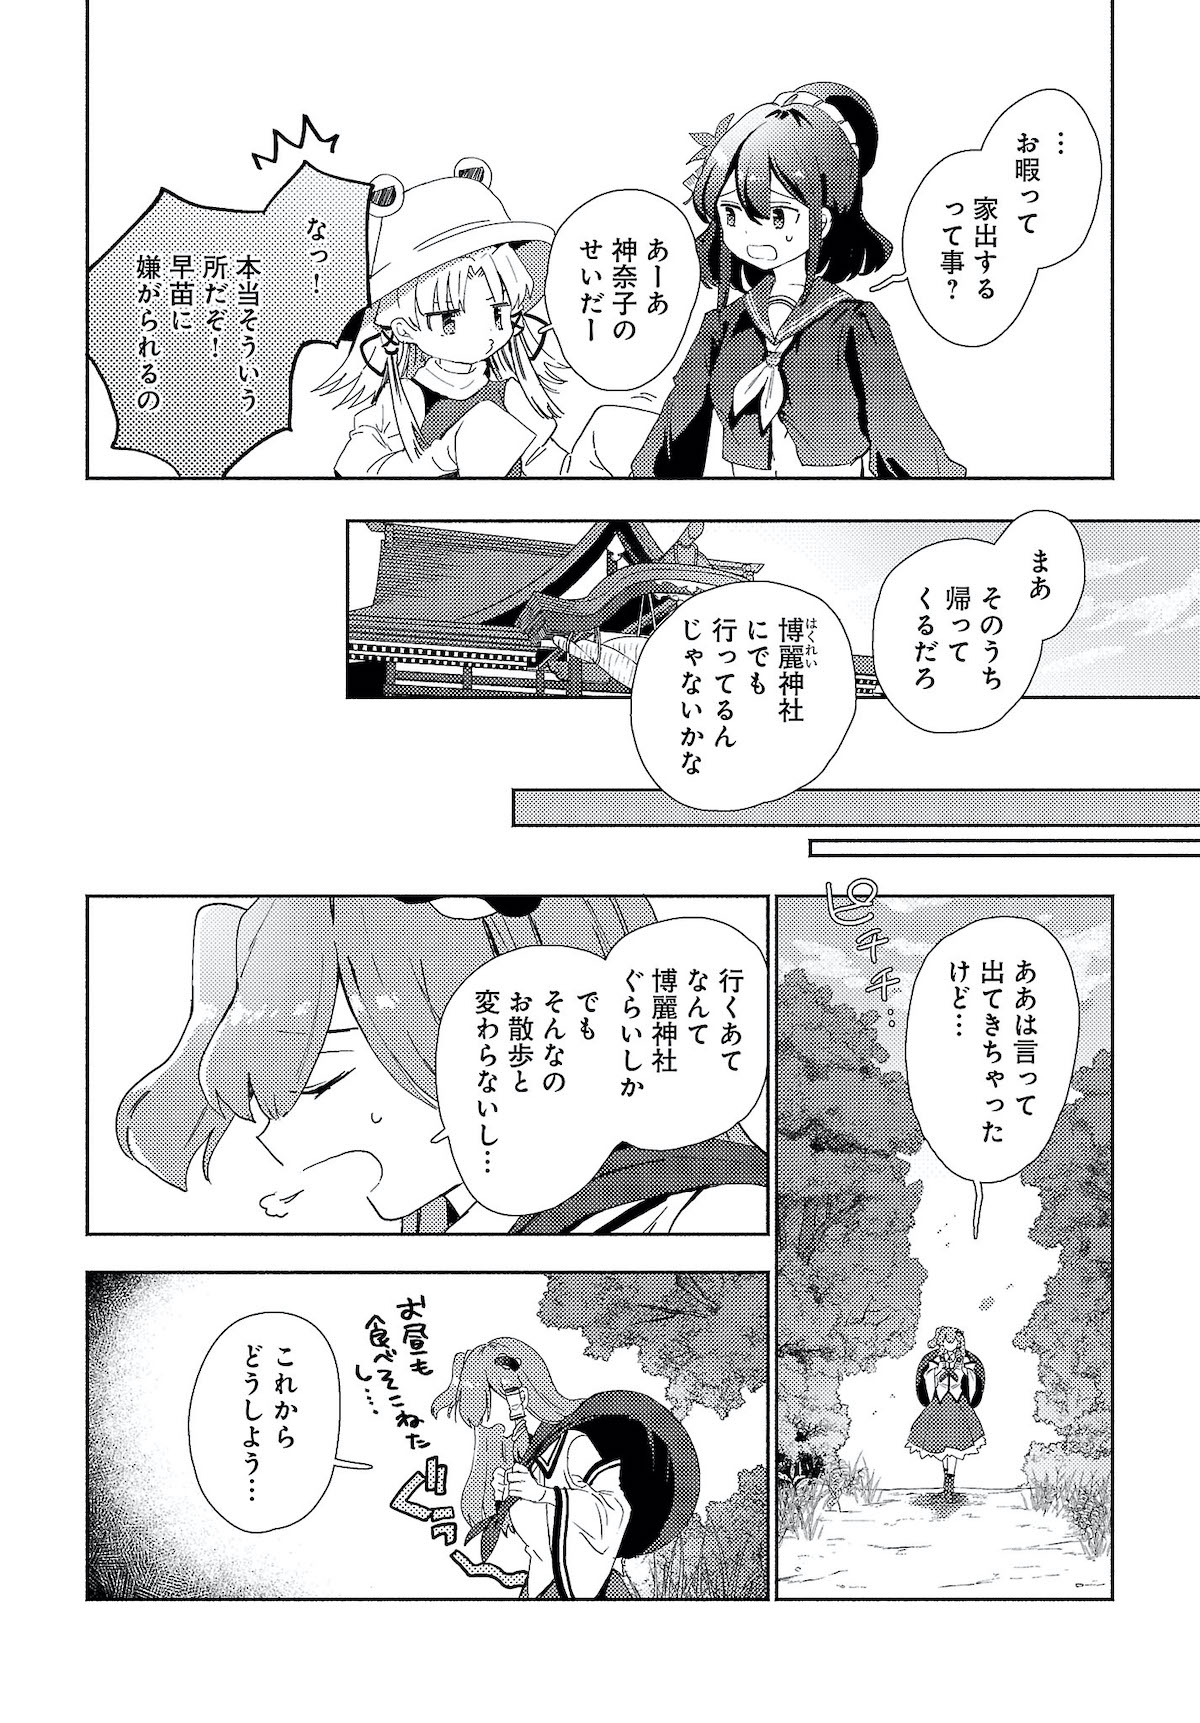 …
お暇って
家出する
って事?
あーあ
神奈子の
せいだー
なっ!
本当そういう
所だぞ!
早苗に
嫌がられるの
まあ
そのうち
帰って
くるだろ
博麗神社
はくれい
にでも
行ってるん
じゃないかな
ピチチチ…
ああは言って
出てきちゃった
けど…
行くあて
なんて
博麗神社
ぐらいしか
でも
そんなの
お散歩と
変わらないし…
お昼も
食べそこねた
し…
ぐぅ
これから
どうしよう…